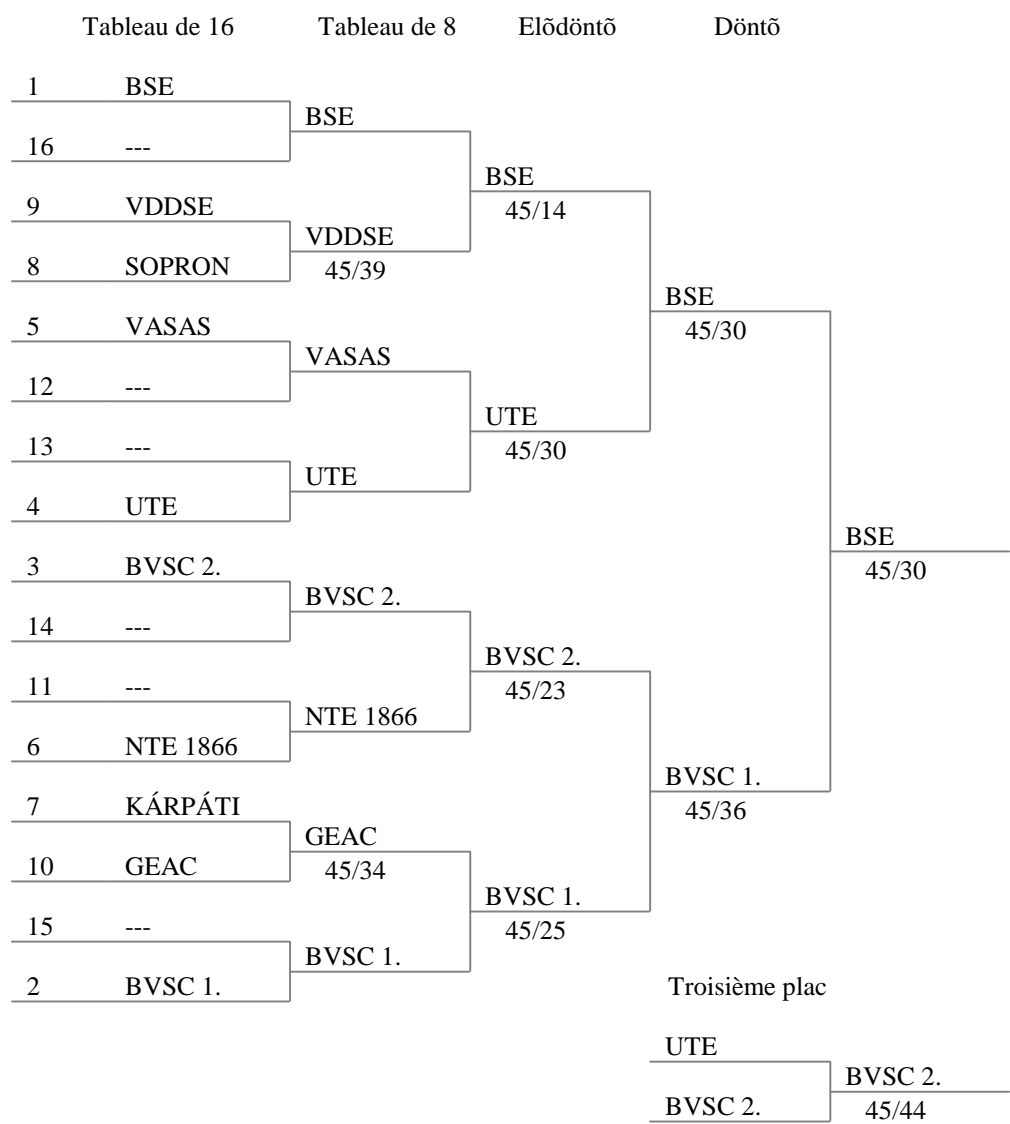 Tableau de 16 Tableau de 8 Elõdöntõ Döntõ
1 BSE
BSE
16 ---
BSE
9 VDDSE 45/14
VDDSE
8 SOPRON 45/39
BSE
5 VASAS 45/30
VASAS
12 ---
UTE
13 --- 45/30
UTE
4 UTE
BSE
3 BVSC 2. 45/30
BVSC 2.
14 ---
BVSC 2.
11 --- 45/23
NTE 1866
6 NTE 1866
BVSC 1.
7 KÁRPÁTI 45/36
GEAC
10 GEAC 45/34
BVSC 1.
15 --- 45/25
BVSC 1.
2 BVSC 1. Troisième plac
UTE
BVSC 2.
BVSC 2. 45/44